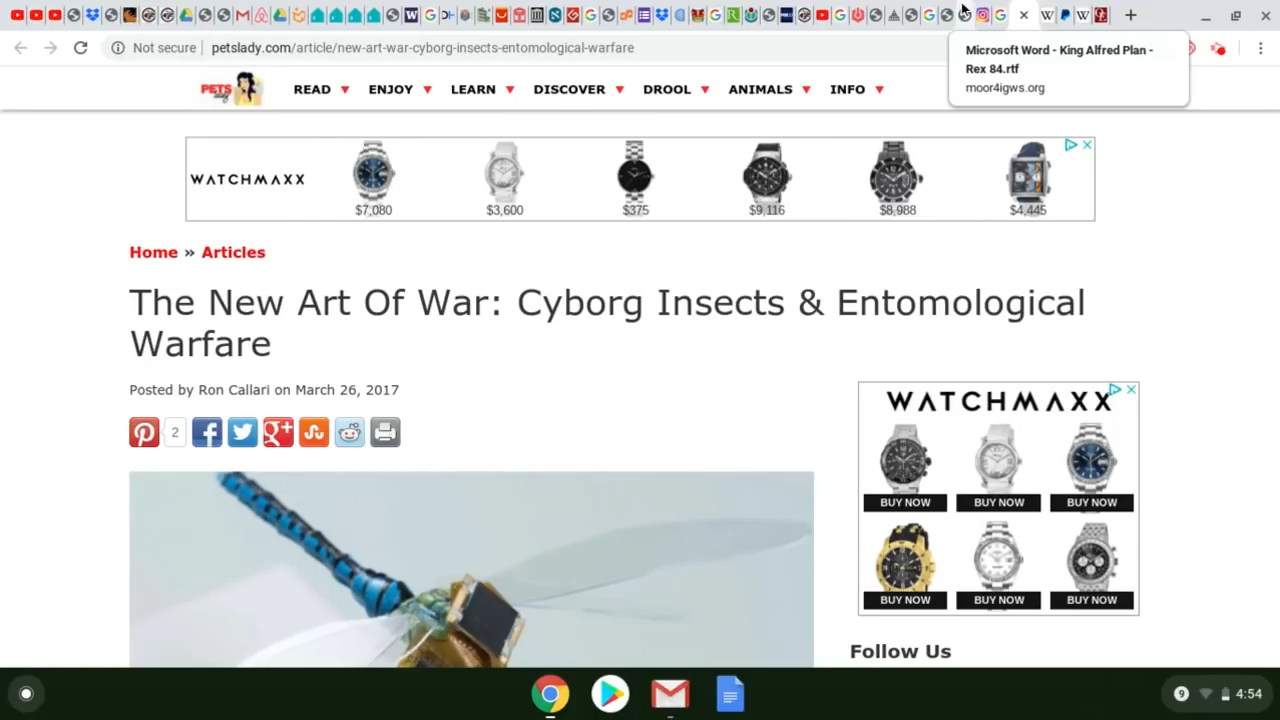 Not secure
petslady.com/article/new-art-war-cyborg-insects-entomological-warfare
Microsoft Word - King Alfred Plan -
Rex 84.rtf
moor4igws.org
PETS
lady
READ
ENJOY
LEARN
DISCOVER
DROOL
ANIMALS
INFO
WATCHMAXX
$7,080
$3,600
$375
$9,116
$8,988
$4,445
Home » Articles
The New Art Of War: Cyborg Insects & Entomological
Warfare
Posted by Ron Callari on March 26, 2017
2
WATCHMAXX
BUY NOW
BUY NOW
BUY NOW
BUY NOW
BUY NOW
BUY NOW
Follow Us
9
4:54